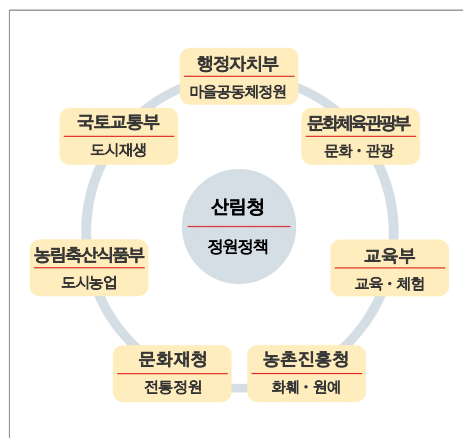 행정자치부
마을공동체정원
국토교통부
도시재생
문화체육관광부
문화・관광
산림청
정원정책
농림축산식품부
도시농업
교육부
교육・체험
문화재청
전통정원
농촌진흥청
화훼・원예